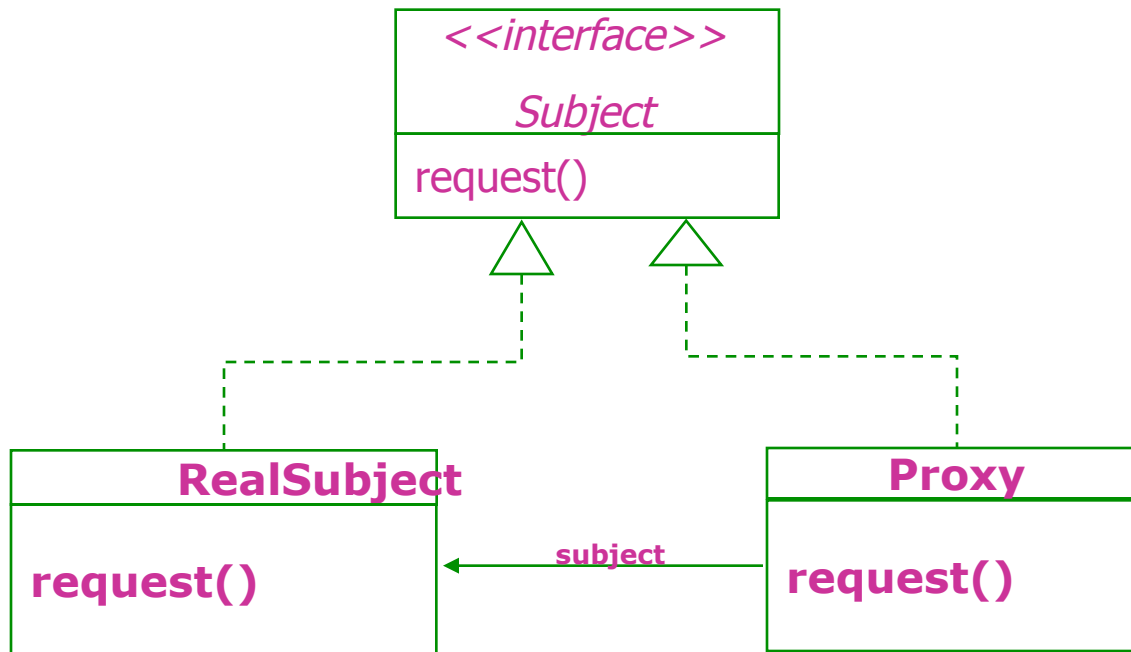 <<interface>>
Subject
request()
RealSubject
Proxy
subject
request()
request()